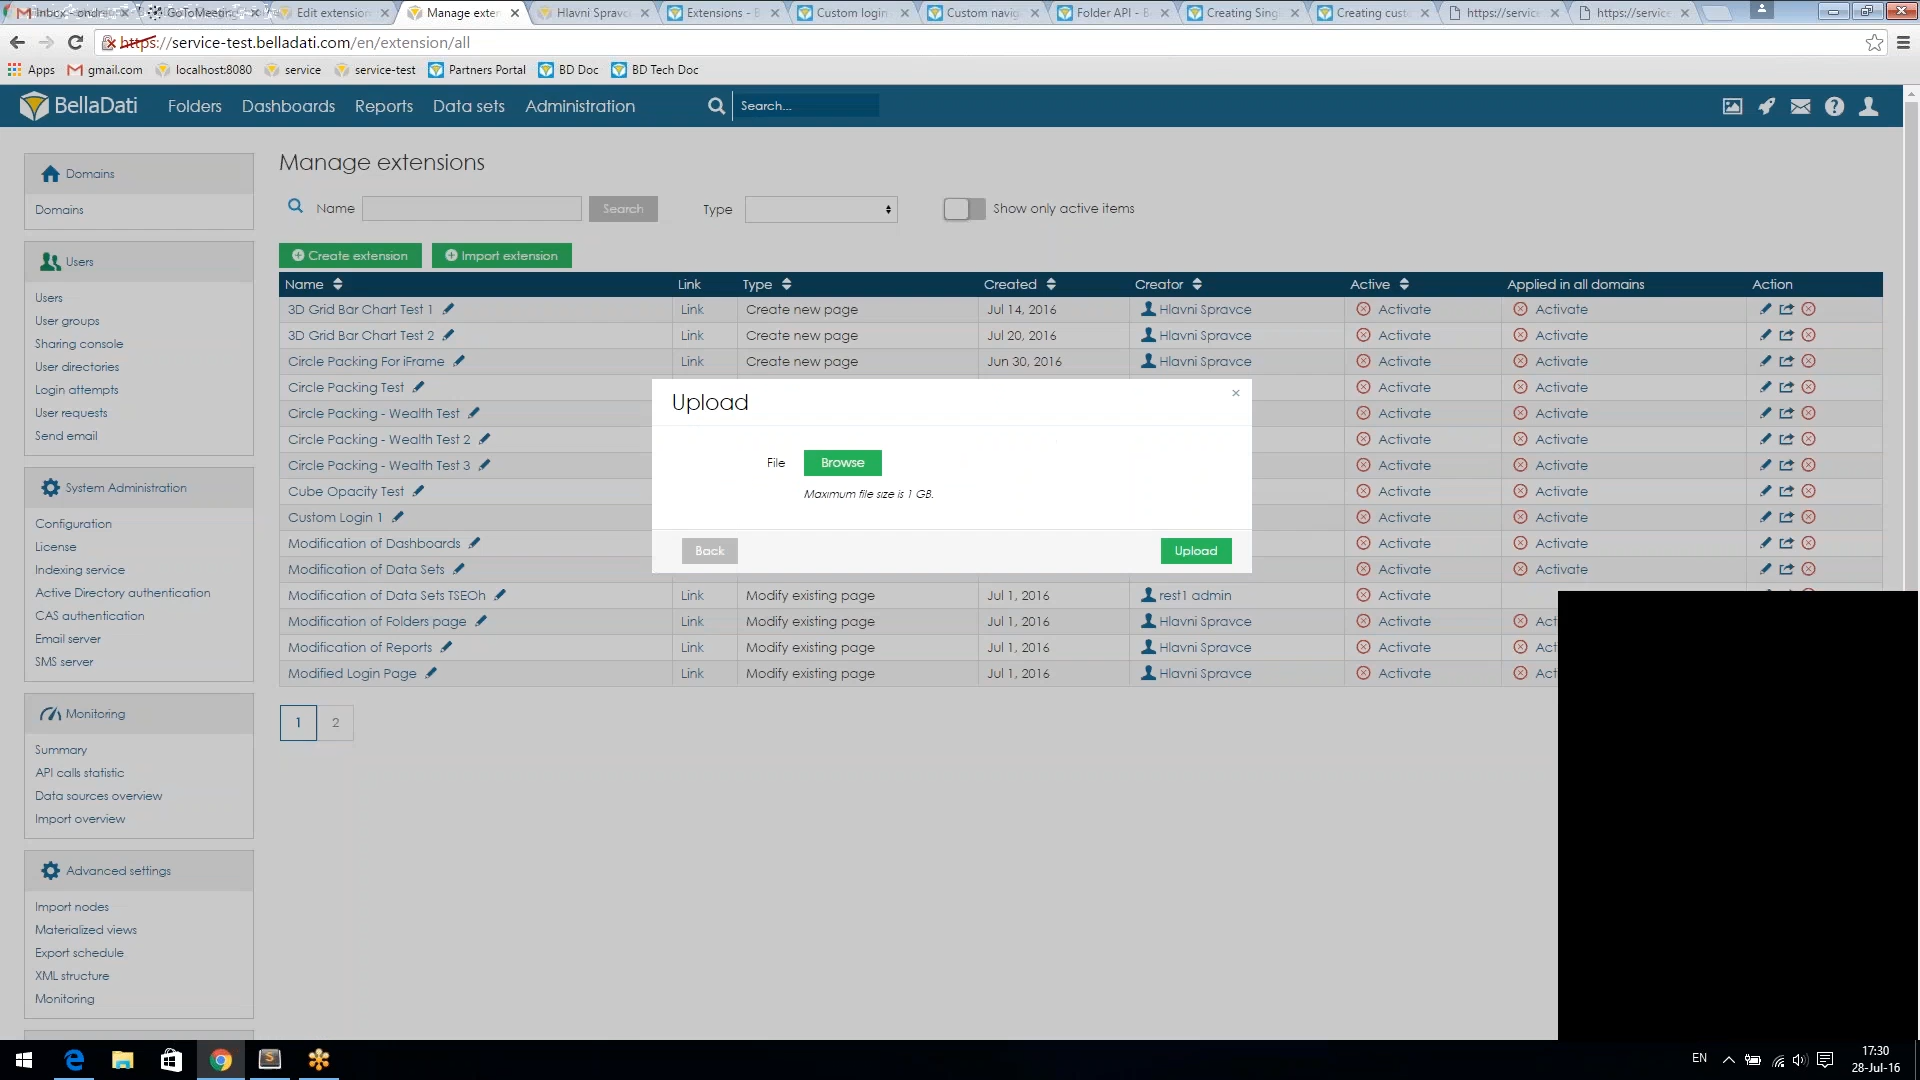 Inbox - ondre
GoToMeeting
Edit extension
Manage exten
Hlavni Spravc
Extensions - B
Custom login
Custom navig
Folder API - B
Creating Sing
Creating cust
https://service
https://service
https://service-test.belladati.com/en/extension/all
Apps
gmail.com
localhost:8080
service
service-test
Partners Portal
BD Doc
BD Tech Doc
BellaDati
Folders
Dashboards
Reports
Data sets
Administration
Search...
Domains
Domains
Users
Users
User groups
Sharing console
User directories
Login attempts
User requests
Send email
System Administration
Configuration
License
Indexing service
Active Directory authentication
CAS authentication
Email server
SMS server
Monitoring
Summary
API calls statistic
Data sources overview
Import overview
Advanced settings
Import nodes
Materialized views
Export schedule
XML structure
Monitoring
Manage extensions
Name
Search
Type
Show only active items
Create extension
Import extension
Name Link Type Created Creator Active Applied in all domains Action
3D Grid Bar Chart Test 1 Link Create new page Jul 14, 2016 Hlavni Spravce Activate Activate
3D Grid Bar Chart Test 2 Link Create new page Jul 20, 2016 Hlavni Spravce Activate Activate
Circle Packing For iFrame Link Create new page Jun 30, 2016 Hlavni Spravce Activate Activate
Circle Packing Test Activate Activate
Circle Packing - Wealth Test Activate Activate
Circle Packing - Wealth Test 2 Activate Activate
Circle Packing - Wealth Test 3 Activate Activate
Cube Opacity Test Activate Activate
Custom Login 1 Activate Activate
Modification of Dashboards Activate Activate
Modification of Data Sets Activate Activate
Modification of Data Sets TSEOh Link Modify existing page Jul 1, 2016 rest1 admin Activate
Modification of Folders page Link Modify existing page Jul 1, 2016 Hlavni Spravce Activate Act
Modification of Reports Link Modify existing page Jul 1, 2016 Hlavni Spravce Activate Act
Modified Login Page Link Modify existing page Jul 1, 2016 Hlavni Spravce Activate Act
1 2
Upload
×
File
Browse
Maximum file size is 1 GB.
Back
Upload
EN
17:30
28-Jul-16